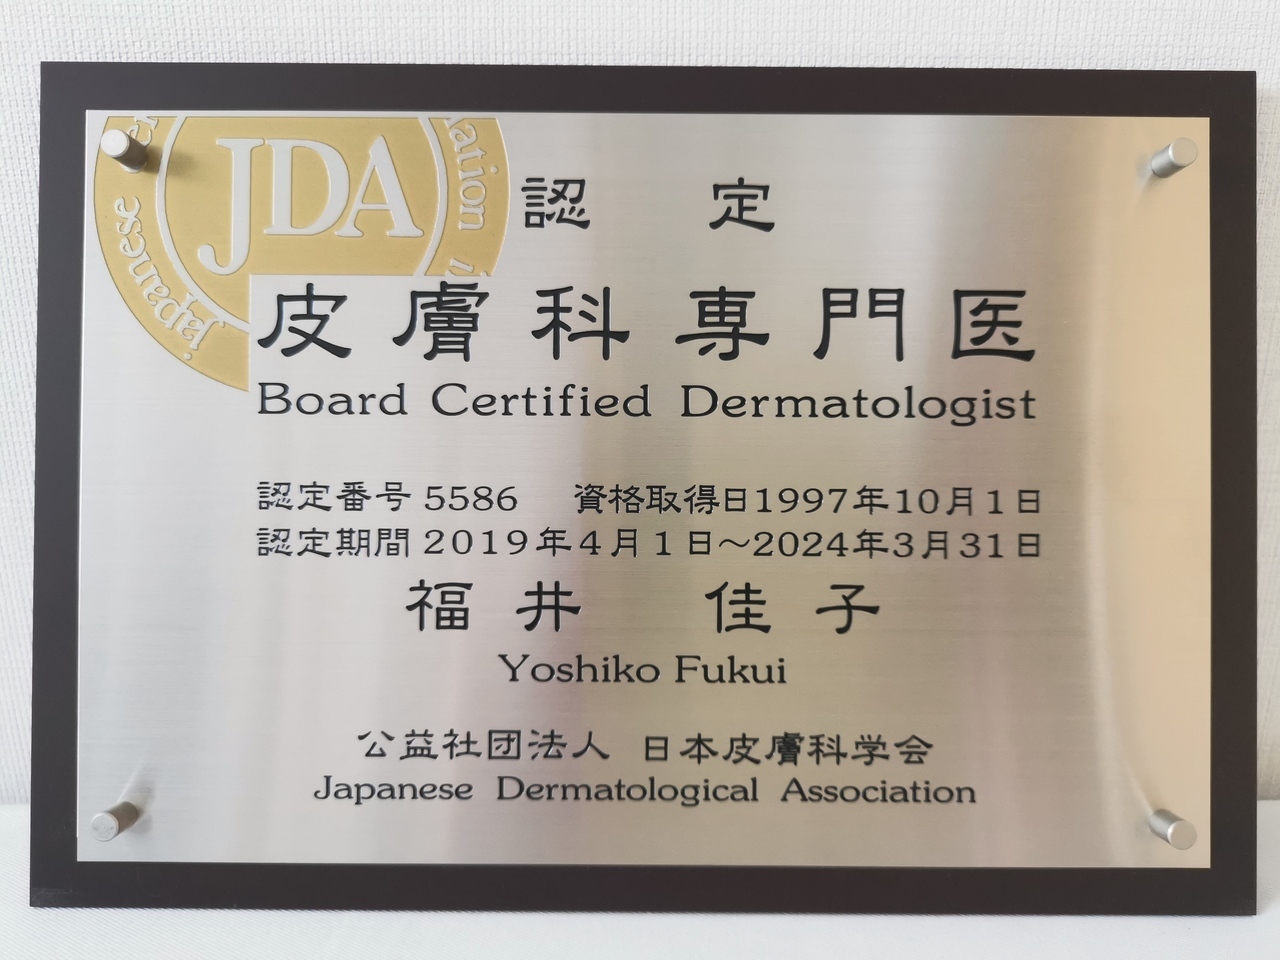 JDA
Japanese
認 定
皮膚科専門医
Board Certified Dermatologist
認定番号 5586 資格取得日1997年10月1日
認定期間 2019年4月1日～2024年3月31日
福井 佳子
Yoshiko Fukui
公益社団法人 日本皮膚科学会
Japanese Dermatological Association